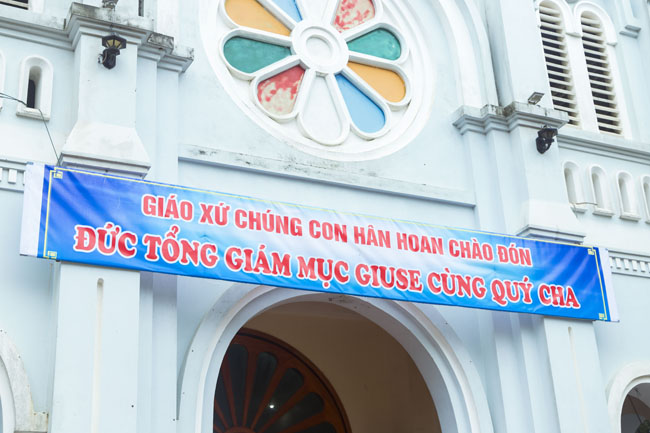 GIÁO XỨ CHÚNG CON HÂN HOAN CHÀO ĐÓN
ĐỨC TỔNG GIÁM MỤC GIUSE CÙNG QUÝ CHA